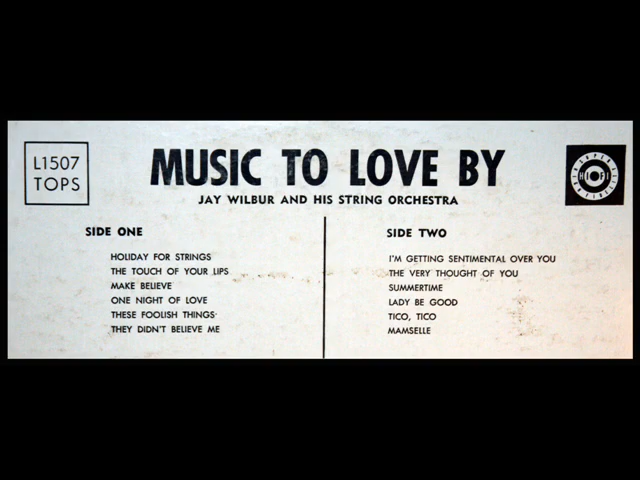 L1507
TOPS
MUSIC TO LOVE BY
JAY WILBUR AND HIS STRING ORCHESTRA
SIDE ONE
HOLIDAY FOR STRINGS
THE TOUCH OF YOUR LIPS
MAKE BELIEVE
ONE NIGHT OF LOVE
THESE FOOLISH THINGS
THEY DIDN'T BELIEVE ME
SIDE TWO
I'M GETTING SENTIMENTAL OVER YOU
THE VERY THOUGHT OF YOU
SUMMERTIME
LADY BE GOOD
TICO, TICO
MAMSELLE